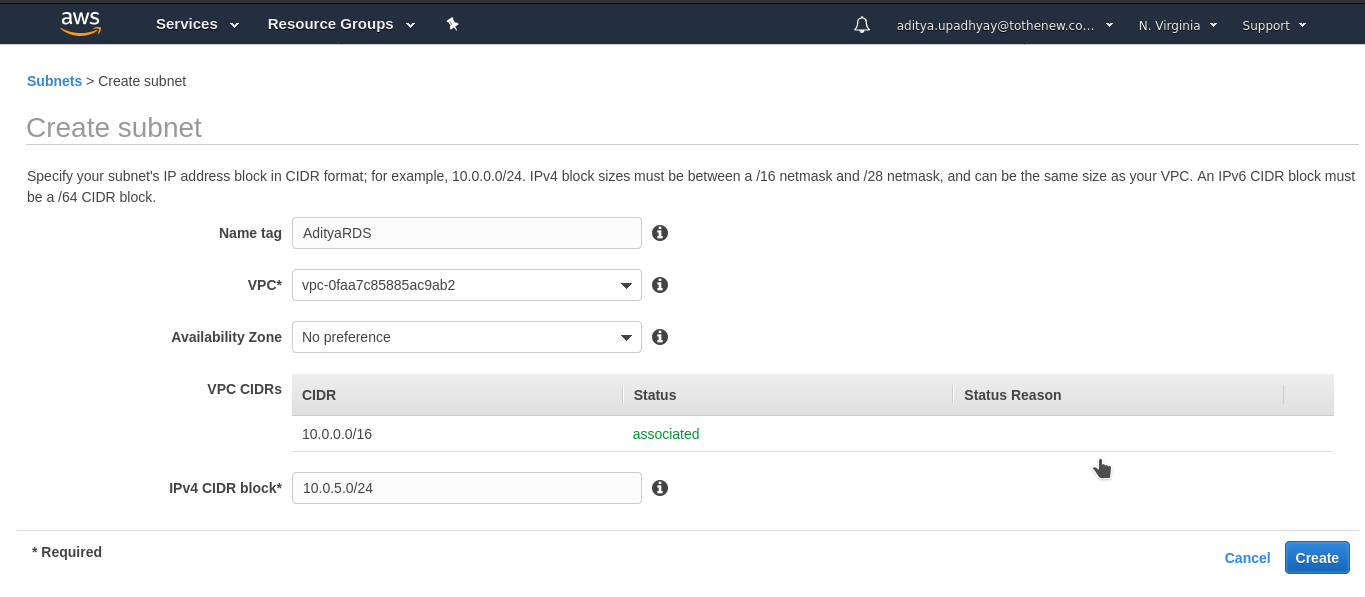 aws Services Resource Groups aditya.upadhyay@tothenew.co... N. Virginia Support
Subnets > Create subnet
Create subnet
Specify your subnet's IP address block in CIDR format; for example, 10.0.0.0/24. IPv4 block sizes must be between a /16 netmask and /28 netmask, and can be the same size as your VPC. An IPv6 CIDR block must
be a /64 CIDR block.
Name tag AdityaRDS
VPC* vpc-0faa7c85885ac9ab2
Availability Zone No preference
VPC CIDRs CIDR Status Status Reason
10.0.0.0/16 associated
IPv4 CIDR block* 10.0.5.0/24
* Required Cancel Create